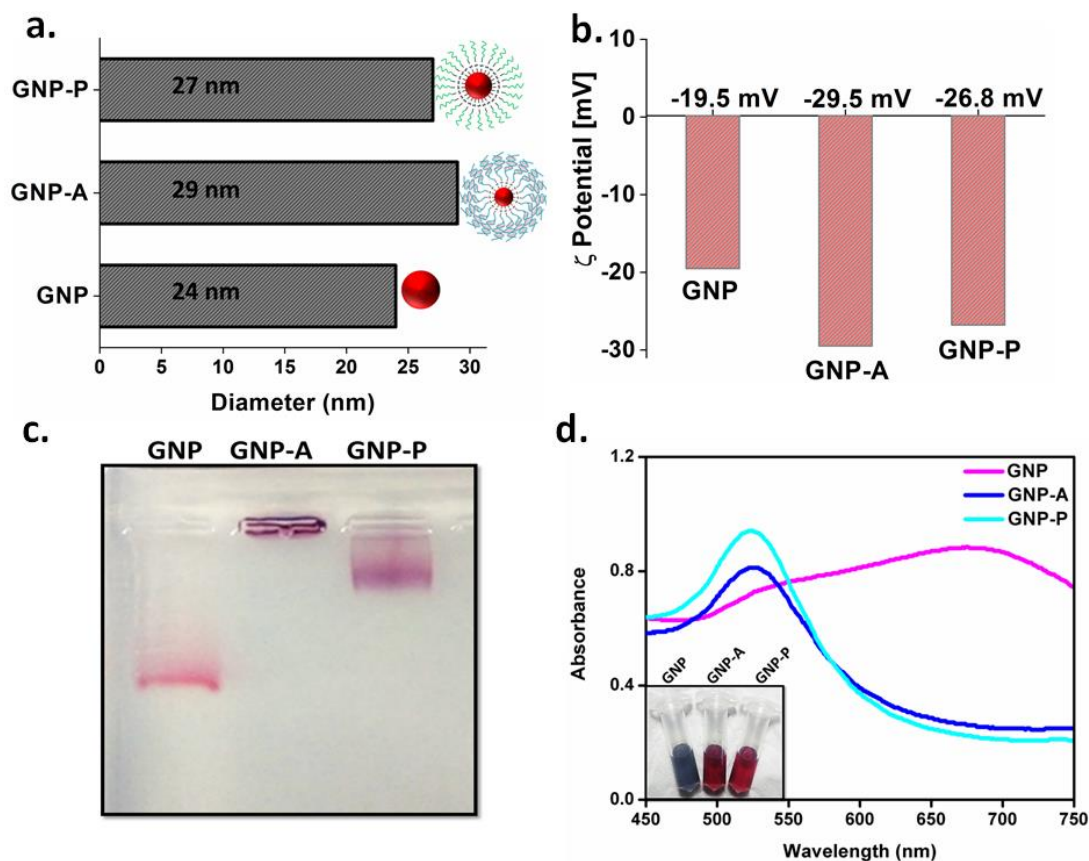 a.
GNP-P
27 nm
GNP-A
29 nm
GNP
24 nm
0 5 10 15 20 25 30
Diameter (nm)
b.
ζ Potential [mV]
10
0
-10
-20
-30
-19.5 mV -29.5 mV -26.8 mV
GNP
GNP-A
GNP-P
c.
GNP GNP-A GNP-P
d.
Absorbance
1.2
0.8
0.4
0.0
GNP
GNP-A
GNP-P
GNP GNP-A GNP-P
450 500 550 600 650 700 750
Wavelength (nm)